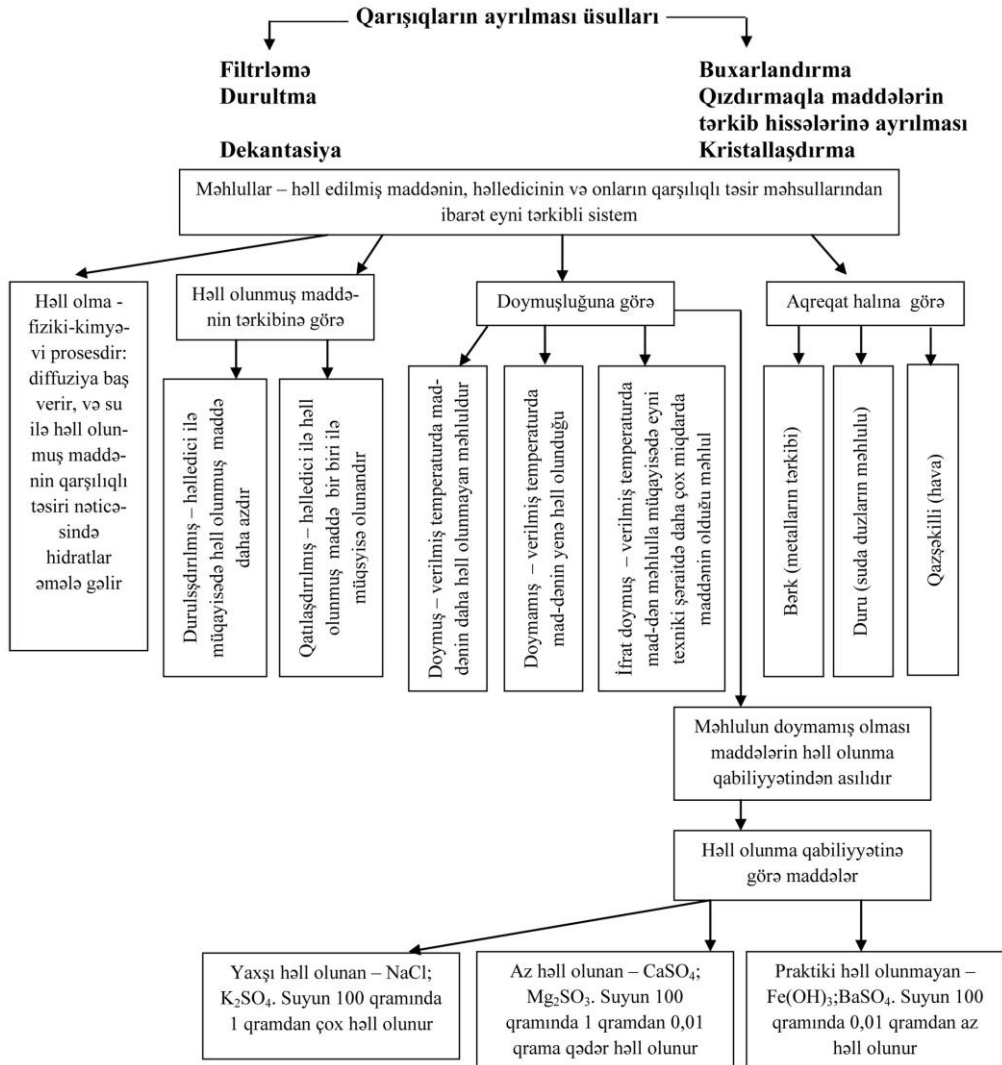 Qarışıqların ayrılması üsulları
Filtrləmə
Durultma
Dekantasiya
Buxarlandırma
Qızdırmaqla maddələrin
tərkib hissələrinə ayrılması
Kristallaşdırma
Məhlullar – həll edilmiş maddənin, həlledicinin və onların qarşılıqlı təsir məhsullarından
ibarət eyni tərkibli sistem
Həll olma -
fiziki-kimyə-
vi prosesdir:
diffuziya baş
verir, və su
ilə həll olun-
muş maddə-
nin qarşılıqlı
təsiri nəticə-
sində
hidratlar
əmələ gəlir
Həll olunmuş maddə-
nin tərkibinə görə
Durulşdırılmış – həlledici ilə
müqayisədə həll olunmuş maddə
daha azdır
Qatılaşdırılmış – həlledici ilə həll
olunmuş maddə bir biri ilə
müqsyisə olunandır
Doymuşluğuna görə
Doymuş – verilmiş temperaturda mad-
dənin daha həll olunmayan məhluldur
Doymamış – verilmiş temperaturda
mad-dənin yenə həll olunduğu
İfrat doymuş – verilmiş temperaturda
mad-dən məhlulla müqayisədə eyni
texniki şəraitdə daha çox miqdarda
maddənin olduğu məhlul
Aqreqat halına görə
Bərk (metalların tərkibi)
Duru (suda duzların məhlulu)
Qazşəkilli (hava)
Məhlulun doymamış olması
maddələrin həll olunma
qabiliyyətindən asılıdır
Həll olunma qabiliyyətinə
görə maddələr
Yaxşı həll olunan – NaCl;
K₂SO₄. Suyun 100 qramında
1 qramdan çox həll olunur
Az həll olunan – CaSO₄;
Mg₂SO₃. Suyun 100
qramında 1 qramdan 0,01
qrama qədər həll olunur
Praktiki həll olunmayan –
Fe(OH)₃;BaSO₄. Suyun 100
qramında 0,01 qramdan az
həll olunur